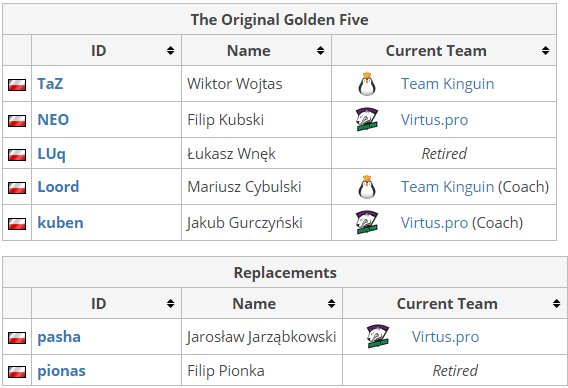 The Original Golden Five
ID Name Current Team
TaZ Wiktor Wojtas Team Kinguin
NEO Filip Kubski Virtus.pro
LUq Łukasz Wnęk Retired
Loord Mariusz Cybulski Team Kinguin (Coach)
kuben Jakub Gurczyński Virtus.pro (Coach)
Replacements
ID Name Current Team
pasha Jarosław Jarząbkowski Virtus.pro
pionas Filip Pionka Retired